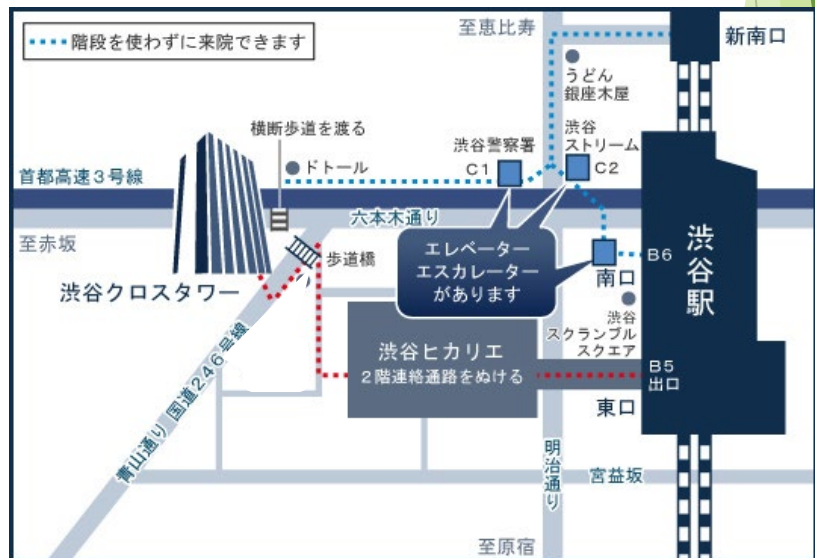 階段を使わずに来院できます
至恵比寿
新南口
うどん
銀座木屋
横断歩道を渡る
渋谷警察署
C1
渋谷
ストリーム
C2
ドトール
首都高速3号線
六本木通り
至赤坂
歩道橋
エレベーター
エスカレーター
があります
B6
南口
渋谷駅
渋谷クロスタワー
渋谷
スクランブル
スクエア
渋谷ヒカリエ
2階連絡通路をぬける
B5
出口
東口
青山通り 国道246号線
明治通り
宮益坂
至原宿